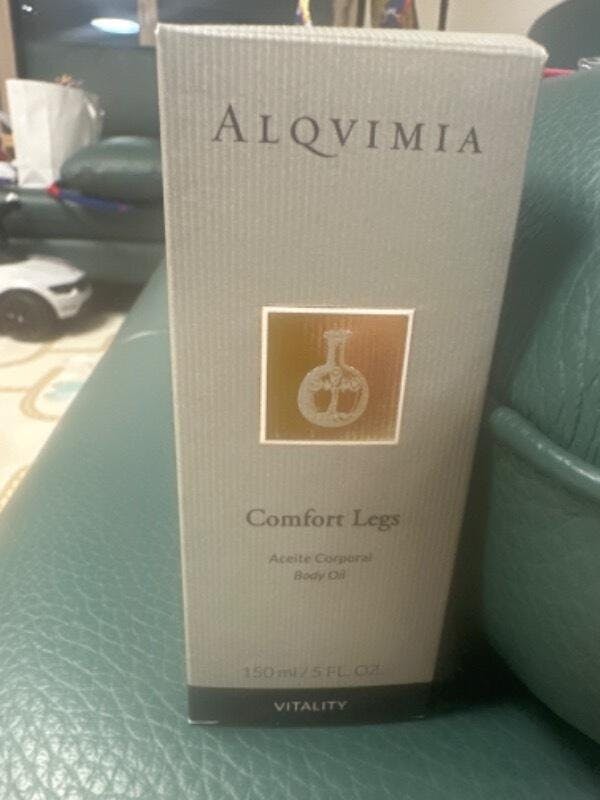 ALQVIMIA
Comfort Legs
Aceite Corporal
Body Oil
150 ml / 5 FL. OZ.
VITALITY